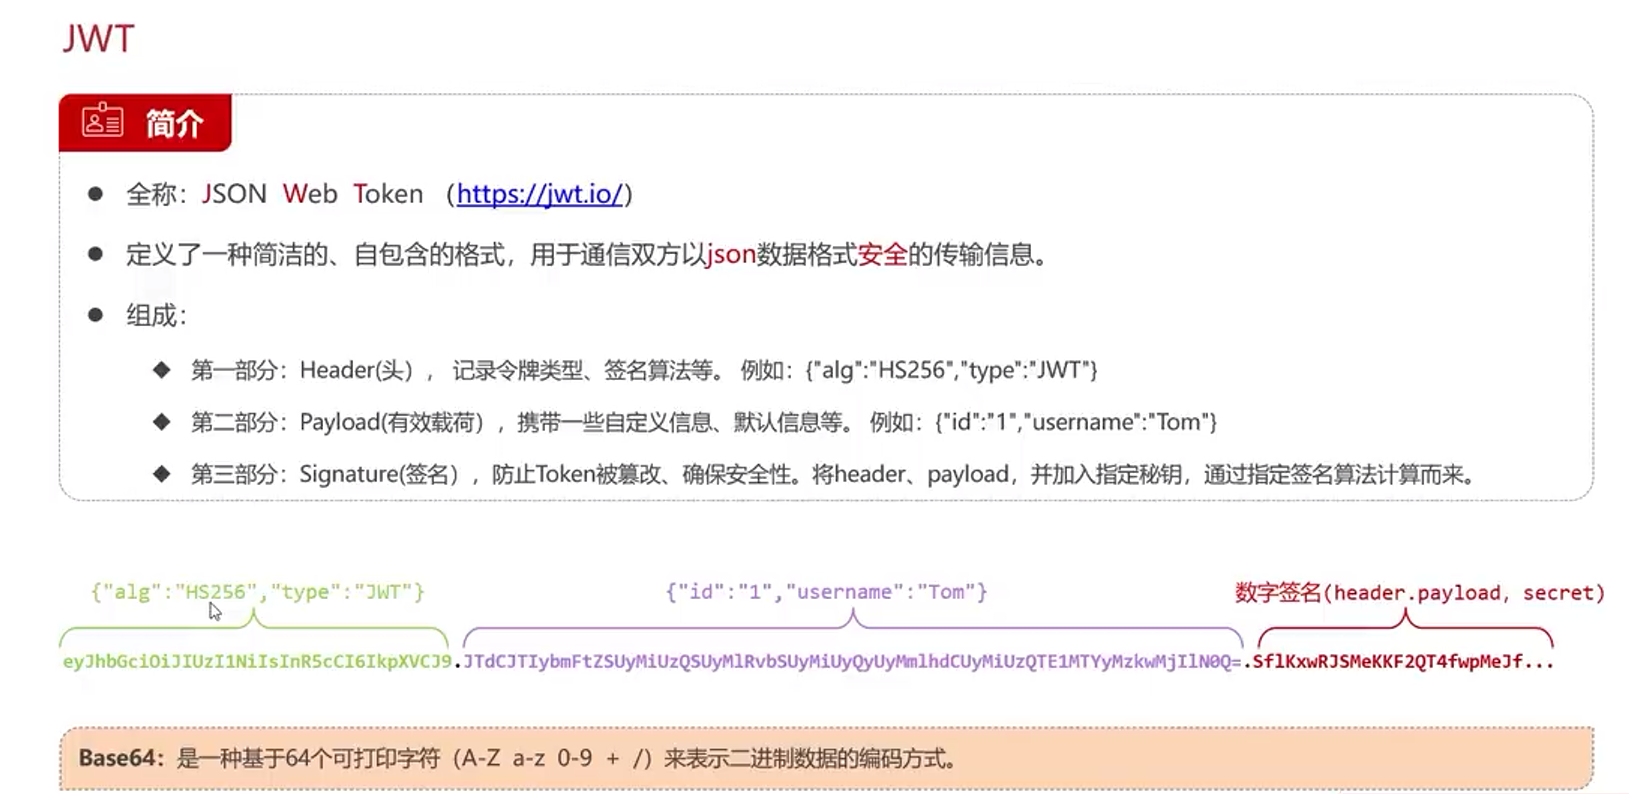 JWT
简介
全称：JSON Web Token （https://jwt.io/）
定义了一种简洁的、自包含的格式，用于通信双方以json数据格式安全的传输信息。
组成：
第一部分：Header(头）， 记录令牌类型、签名算法等。 例如：{"alg":"HS256","type":"JWT"}
第二部分：Payload(有效载荷），携带一些自定义信息、默认信息等。 例如：{"id":"1","username":"Tom"}
第三部分：Signature(签名），防止Token被篡改、确保安全性。将header、payload，并加入指定秘钥，通过指定签名算法计算而来。
{"alg":"HS256","type":"JWT"} {"id":"1","username":"Tom"} 数字签名(header.payload, secret)
eyJhbGciOiJIUzI1NiIsInR5cCI6IkpXVCJ9.JTdCJTIybmFtZSUyMiUzQSUyMlRvbSUyMiUyQyUyMmlhdCUyMiUzQTE1MTYyMzkwMjIlN0Q=.SflKxwRJSMeKKF2QT4fwpMeJf...
Base64：是一种基于64个可打印字符（A-Z a-z 0-9 + /）来表示二进制数据的编码方式。